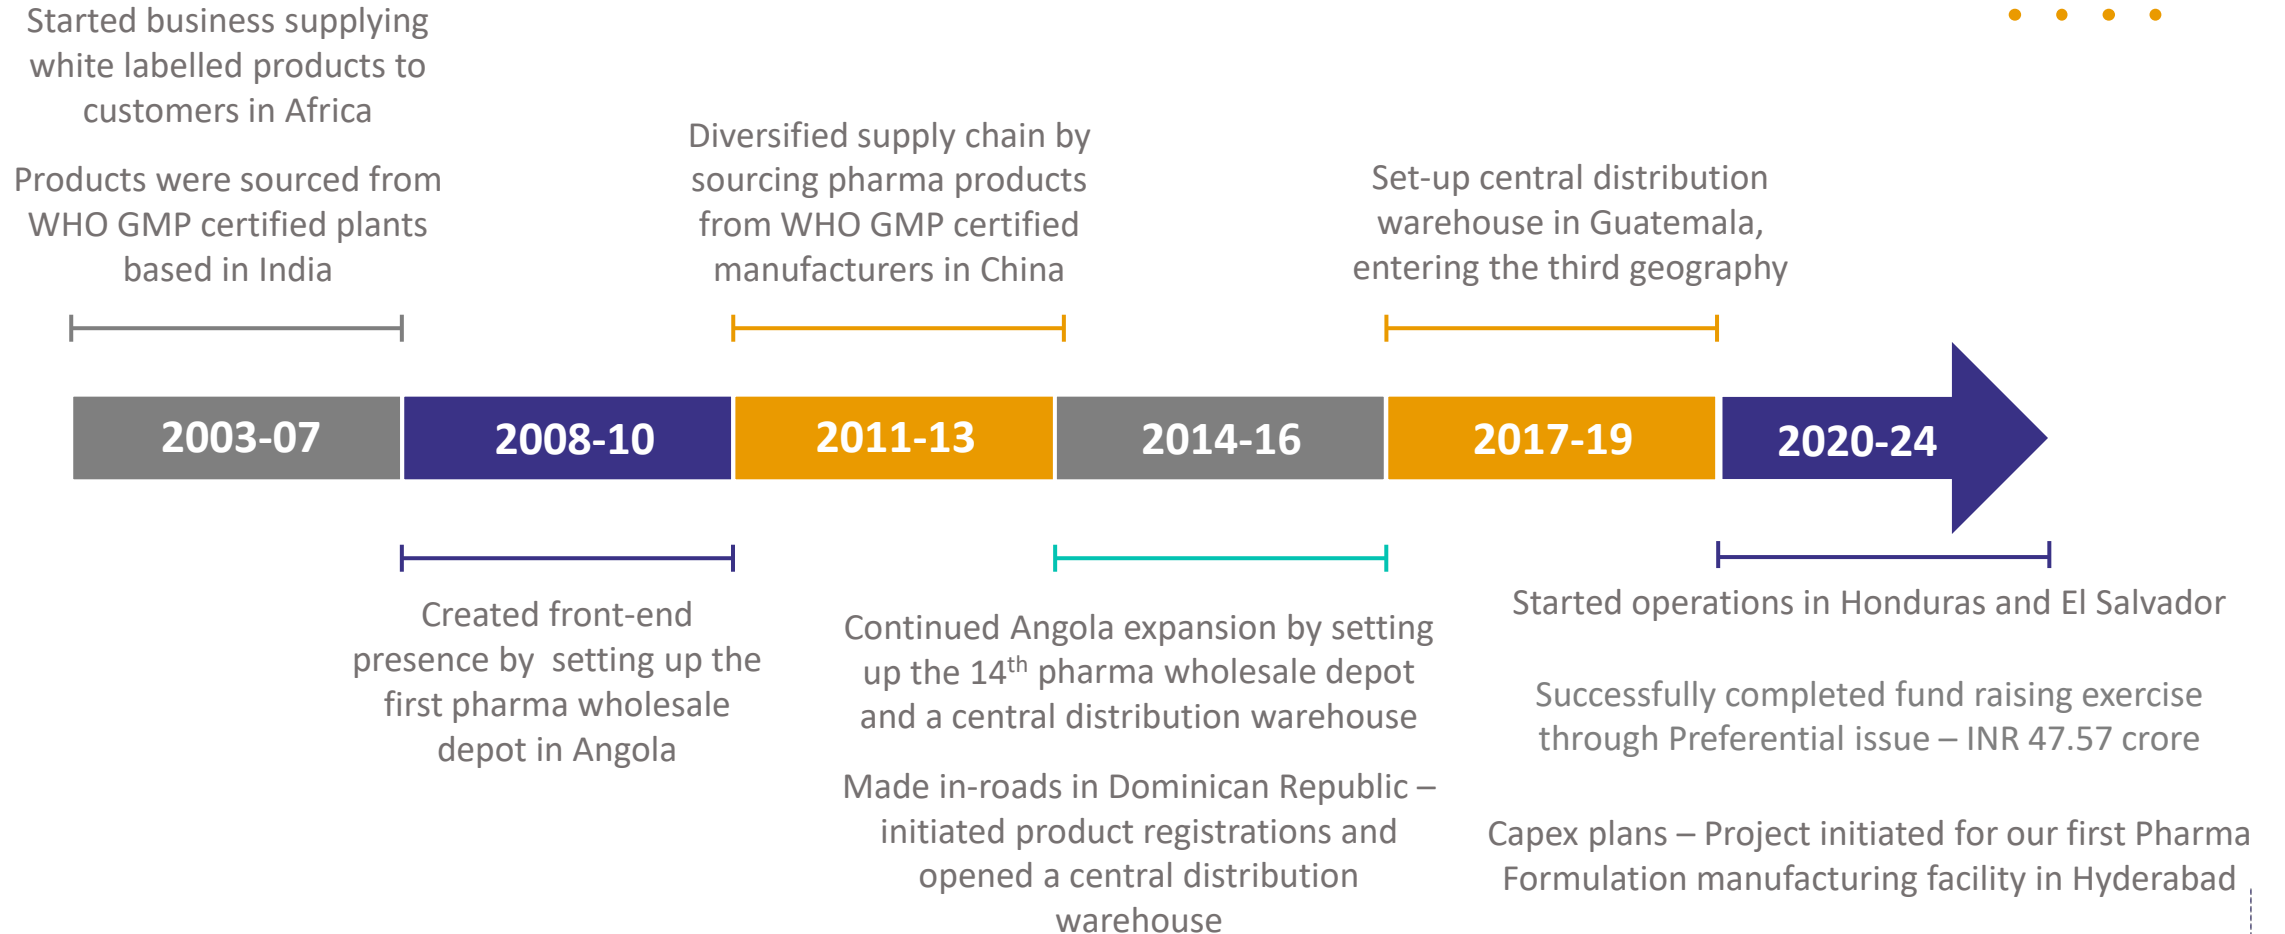 Started business supplying
white labelled products to
customers in Africa
Products were sourced from
WHO GMP certified plants
based in India
Diversified supply chain by
sourcing pharma products
from WHO GMP certified
manufacturers in China
Set-up central distribution
warehouse in Guatemala,
entering the third geography
2003-07
2008-10
2011-13
2014-16
2017-19
2020-24
Created front-end
presence by  setting up the
first pharma wholesale
depot in Angola
Continued Angola expansion by setting
up the 14th pharma wholesale depot
and a central distribution warehouse
Made in-roads in Dominican Republic –
initiated product registrations and
opened a central distribution
warehouse
Started operations in Honduras and El Salvador
Successfully completed fund raising exercise
through Preferential issue – INR 47.57 crore
Capex plans – Project initiated for our first Pharma
Formulation manufacturing facility in Hyderabad